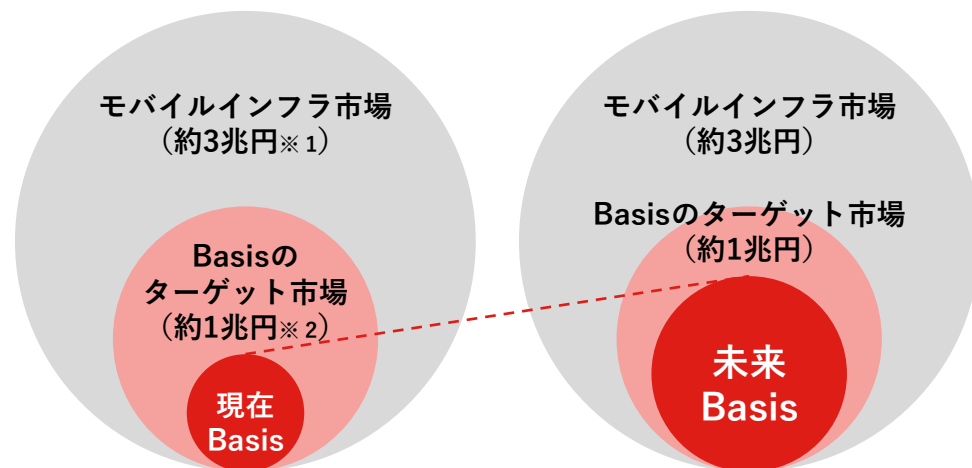 モバイルインフラ市場
（約3兆円※1）
Basisの
ターゲット市場
（約1兆円※2）
現在
Basis
モバイルインフラ市場
（約3兆円）
Basisのターゲット市場
（約1兆円）
未来
Basis